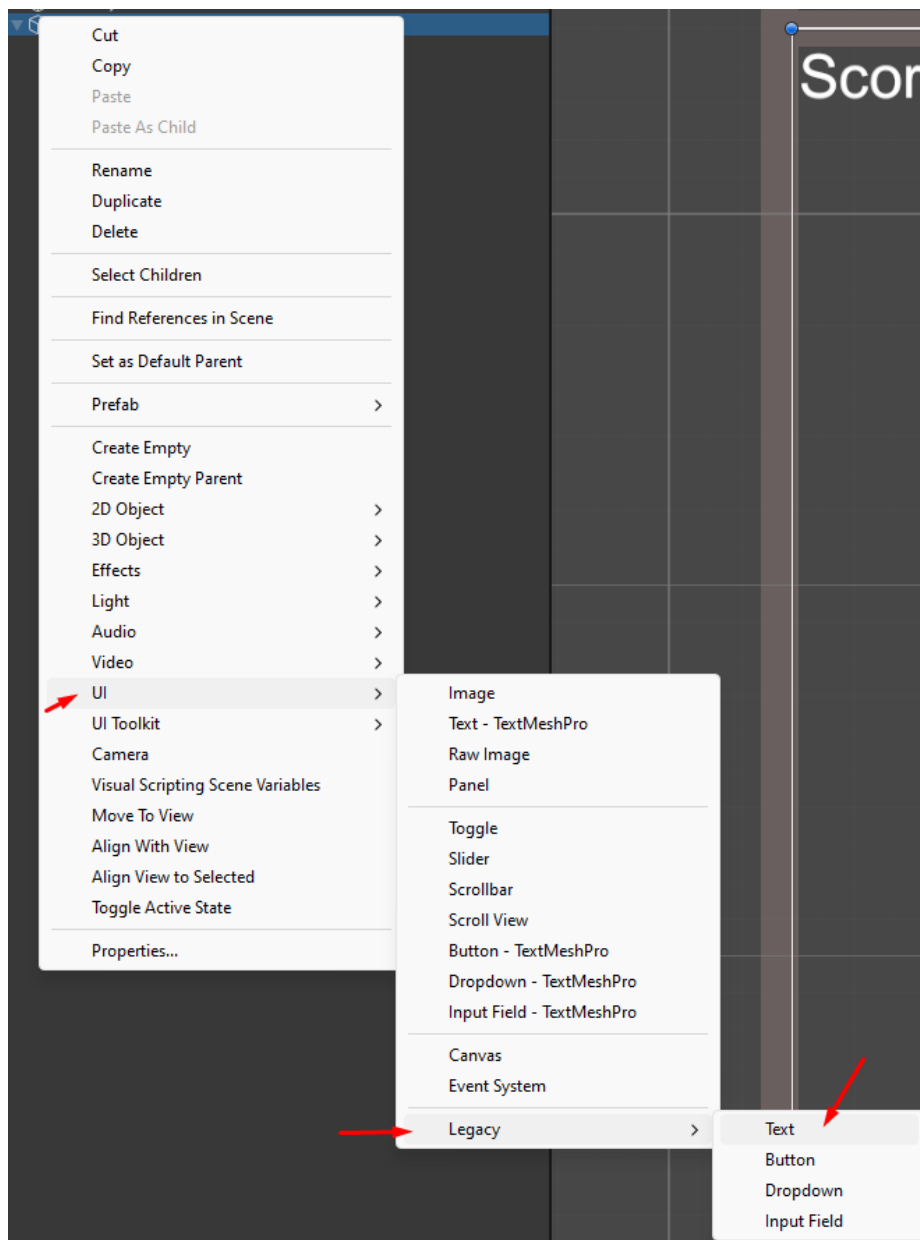 Cut
Copy
Paste
Paste As Child
Rename
Duplicate
Delete
Select Children
Find References in Scene
Set as Default Parent
Prefab
Create Empty
Create Empty Parent
2D Object
3D Object
Effects
Light
Audio
Video
UI
UI Toolkit
Camera
Visual Scripting Scene Variables
Move To View
Align With View
Align View to Selected
Toggle Active State
Properties...
Image
Text - TextMeshPro
Raw Image
Panel
Toggle
Slider
Scrollbar
Scroll View
Button - TextMeshPro
Dropdown - TextMeshPro
Input Field - TextMeshPro
Canvas
Event System
Legacy
Text
Button
Dropdown
Input Field
Scor